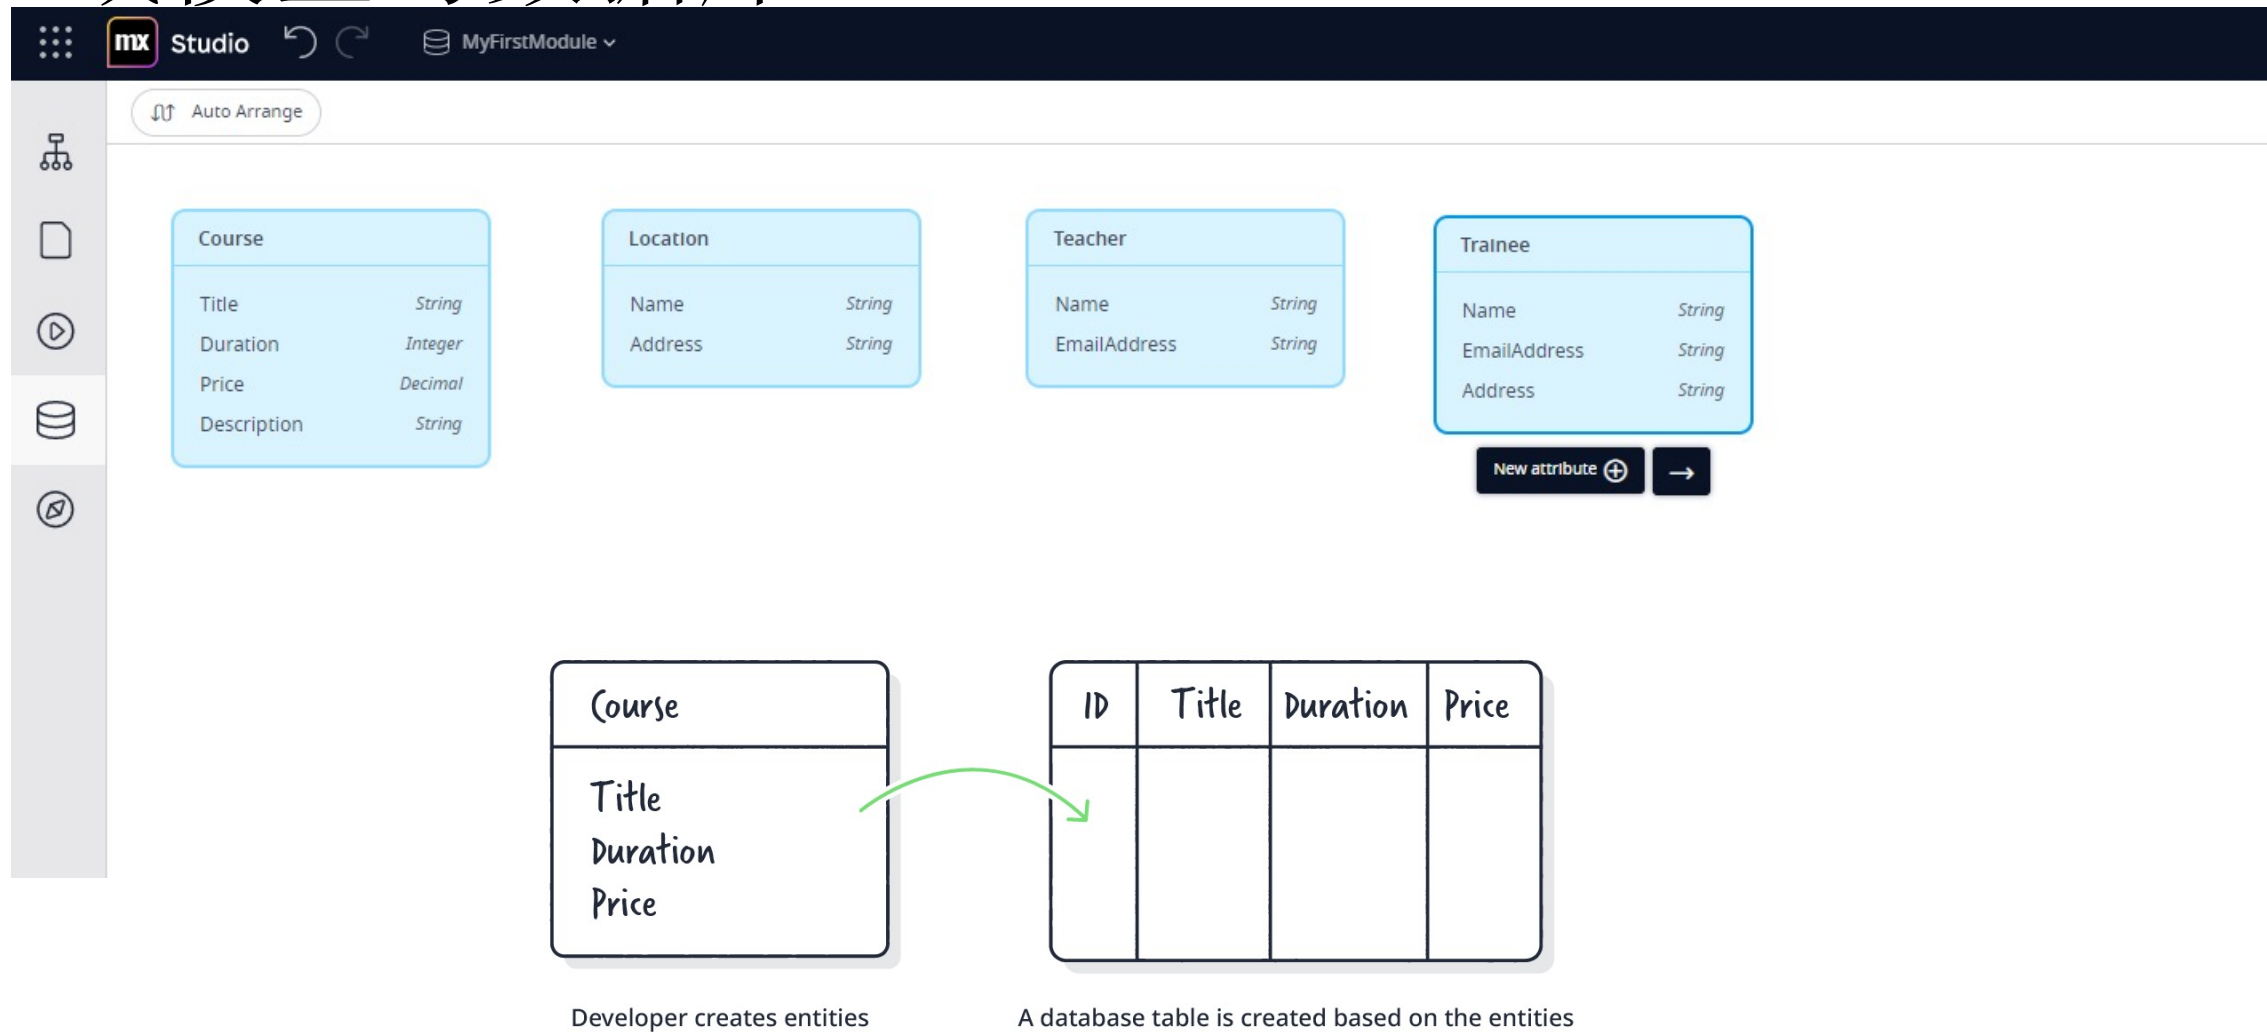 mx Studio MyFirstModule
Auto Arrange
Course
Title String
Duration Integer
Price Decimal
Description String
Location
Name String
Address String
Teacher
Name String
EmailAddress String
Trainee
Name String
EmailAddress String
Address String
New attribute
Course
Title
Duration
Price
ID Title Duration Price
Developer creates entities
A database table is created based on the entities